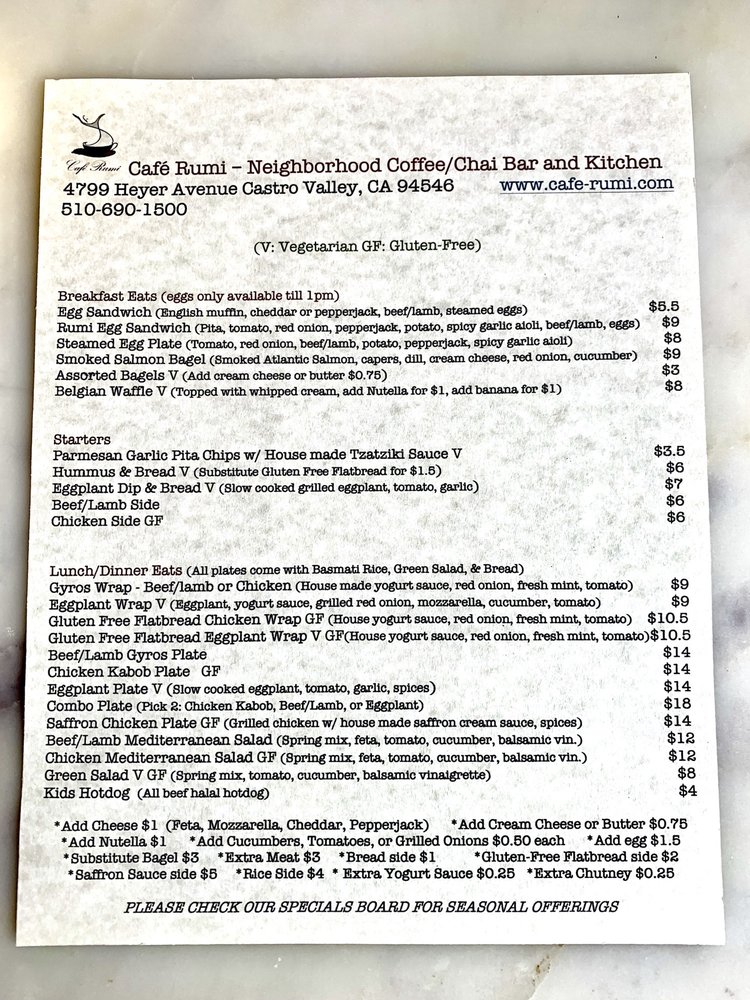 Café Rumi
Café Rumi – Neighborhood Coffee/Chai Bar and Kitchen
4799 Heyer Avenue Castro Valley, CA 94546 www.cafe-rumi.com
510-690-1500
(V: Vegetarian GF: Gluten-Free)
Breakfast Eats (eggs only available till 1pm)
Egg Sandwich (English muffin, cheddar or pepperjack, beef/lamb, steamed eggs) $5.5
Rumi Egg Sandwich (Pita, tomato, red onion, pepperjack, potato, spicy garlic aioli, beef/lamb, eggs) $9
Steamed Egg Plate (Tomato, red onion, beef/lamb, potato, pepperjack, spicy garlic aioli) $8
Smoked Salmon Bagel (Smoked Atlantic Salmon, capers, dill, cream cheese, red onion, cucumber) $9
Assorted Bagels V (Add cream cheese or butter $0.75) $3
Belgian Waffle V (Topped with whipped cream, add Nutella for $1, add banana for $1) $8
Starters
Parmesan Garlic Pita Chips w/ House made Tzatziki Sauce V $3.5
Hummus & Bread V (Substitute Gluten Free Flatbread for $1.5) $6
Eggplant Dip & Bread V (Slow cooked grilled eggplant, tomato, garlic) $7
Beef/Lamb Side $6
Chicken Side GF $6
Lunch/Dinner Eats (All plates come with Basmati Rice, Green Salad, & Bread)
Gyros Wrap - Beef/lamb or Chicken (House made yogurt sauce, red onion, fresh mint, tomato) $9
Eggplant Wrap V (Eggplant, yogurt sauce, grilled red onion, mozzarella, cucumber, tomato) $9
Gluten Free Flatbread Chicken Wrap GF (House yogurt sauce, red onion, fresh mint, tomato) $10.5
Gluten Free Flatbread Eggplant Wrap V GF(House yogurt sauce, red onion, fresh mint, tomato)$10.5
Beef/Lamb Gyros Plate $14
Chicken Kabob Plate GF $14
Eggplant Plate V (Slow cooked eggplant, tomato, garlic, spices) $14
Combo Plate (Pick 2: Chicken Kabob, Beef/Lamb, or Eggplant) $18
Saffron Chicken Plate GF (Grilled chicken w/ house made saffron cream sauce, spices) $14
Beef/Lamb Mediterranean Salad (Spring mix, feta, tomato, cucumber, balsamic vin.) $12
Chicken Mediterranean Salad GF (Spring mix, feta, tomato, cucumber, balsamic vin.) $12
Green Salad V GF (Spring mix, tomato, cucumber, balsamic vinaigrette) $8
Kids Hotdog (All beef halal hotdog) $4
*Add Cheese $1 (Feta, Mozzarella, Cheddar, Pepperjack) *Add Cream Cheese or Butter $0.75
*Add Nutella $1 *Add Cucumbers, Tomatoes, or Grilled Onions $0.50 each *Add egg $1.5
*Substitute Bagel $3 *Extra Meat $3 *Bread side $1 *Gluten-Free Flatbread side $2
*Saffron Sauce side $5 *Rice Side $4 * Extra Yogurt Sauce $0.25 *Extra Chutney $0.25
PLEASE CHECK OUR SPECIALS BOARD FOR SEASONAL OFFERINGS